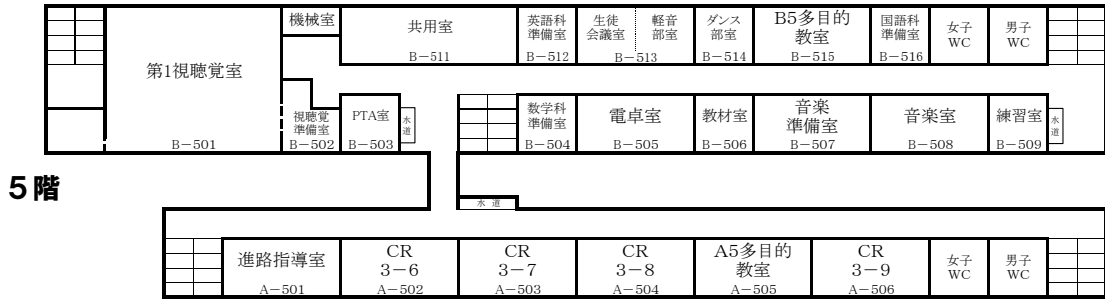 機械室
共用室
B−511
英語科
準備室
B−512
生徒
会議室
軽音
部室
B−513
ダンス
部室
B−514
B5多目的
教室
B−515
国語科
準備室
B−516
女子
WC
男子
WC
第1視聴覚室
B−501
視聴覚
準備室
B−502
PTA室
B−503
水
道
数学科
準備室
B−504
電卓室
B−505
教材室
B−506
音楽
準備室
B−507
音楽室
B−508
練習室
B−509
水
道
5階
水 道
進路指導室
A−501
CR
3−6
A−502
CR
3−7
A−503
CR
3−8
A−504
A5多目的
教室
A−505
CR
3−9
A−506
女子
WC
男子
WC